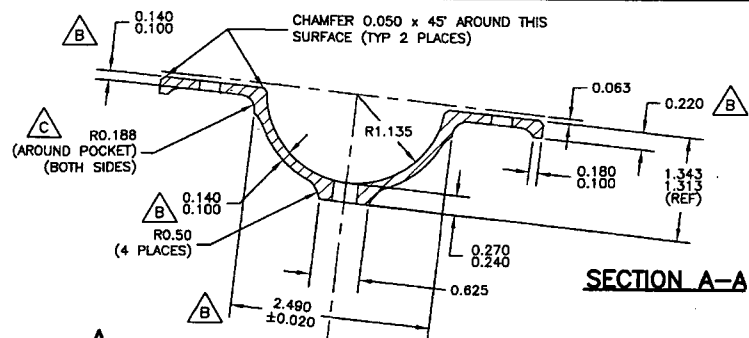 B
0.140
0.100
CHAMFER 0.050 x 45° AROUND THIS
SURFACE (TYP 2 PLACES)
0.063
0.220
B
C
R0.188
(AROUND POCKET)
(BOTH SIDES)
R1.135
0.180
0.100
1.343
1.313
(REF)
B
0.140
0.100
R0.50
(4 PLACES)
0.270
0.240
0.625
SECTION A-A
B
2.490
±0.020
A